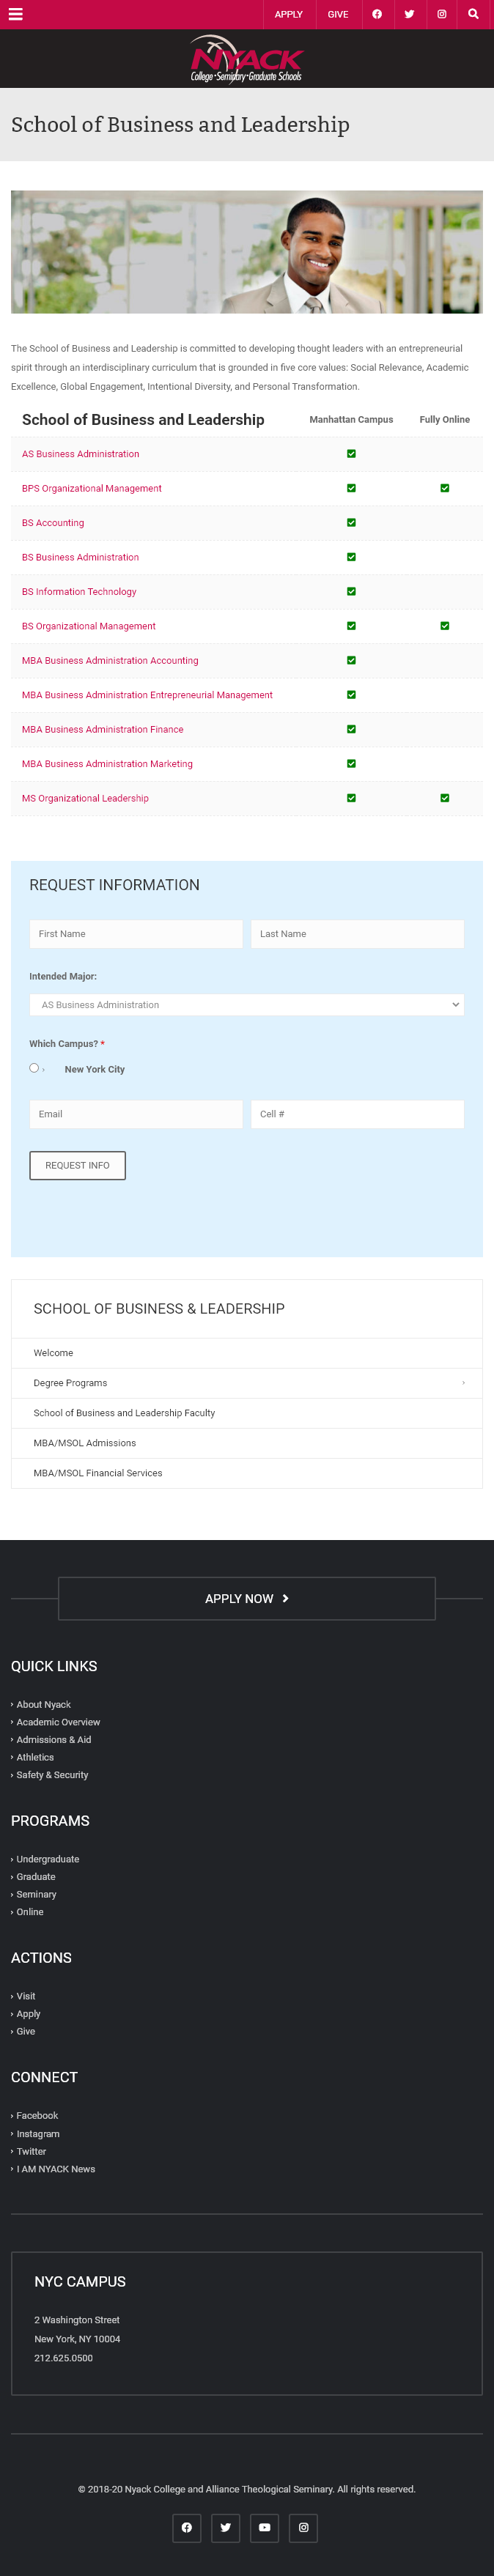 APPLY GIVE
NYACK
College • Seminary • Graduate Schools
School of Business and Leadership
The School of Business and Leadership is committed to developing thought leaders with an entrepreneurial
spirit through an interdisciplinary curriculum that is grounded in five core values: Social Relevance, Academic
Excellence, Global Engagement, Intentional Diversity, and Personal Transformation.
School of Business and Leadership Manhattan Campus Fully Online
AS Business Administration
BPS Organizational Management
BS Accounting
BS Business Administration
BS Information Technology
BS Organizational Management
MBA Business Administration Accounting
MBA Business Administration Entrepreneurial Management
MBA Business Administration Finance
MBA Business Administration Marketing
MS Organizational Leadership
REQUEST INFORMATION
First Name Last Name
Intended Major:
AS Business Administration
Which Campus? *
New York City
Email Cell #
REQUEST INFO
SCHOOL OF BUSINESS & LEADERSHIP
Welcome
Degree Programs
School of Business and Leadership Faculty
MBA/MSOL Admissions
MBA/MSOL Financial Services
APPLY NOW
QUICK LINKS
About Nyack
Academic Overview
Admissions & Aid
Athletics
Safety & Security
PROGRAMS
Undergraduate
Graduate
Seminary
Online
ACTIONS
Visit
Apply
Give
CONNECT
Facebook
Instagram
Twitter
I AM NYACK News
NYC CAMPUS
2 Washington Street
New York, NY 10004
212.625.0500
© 2018-20 Nyack College and Alliance Theological Seminary. All rights reserved.